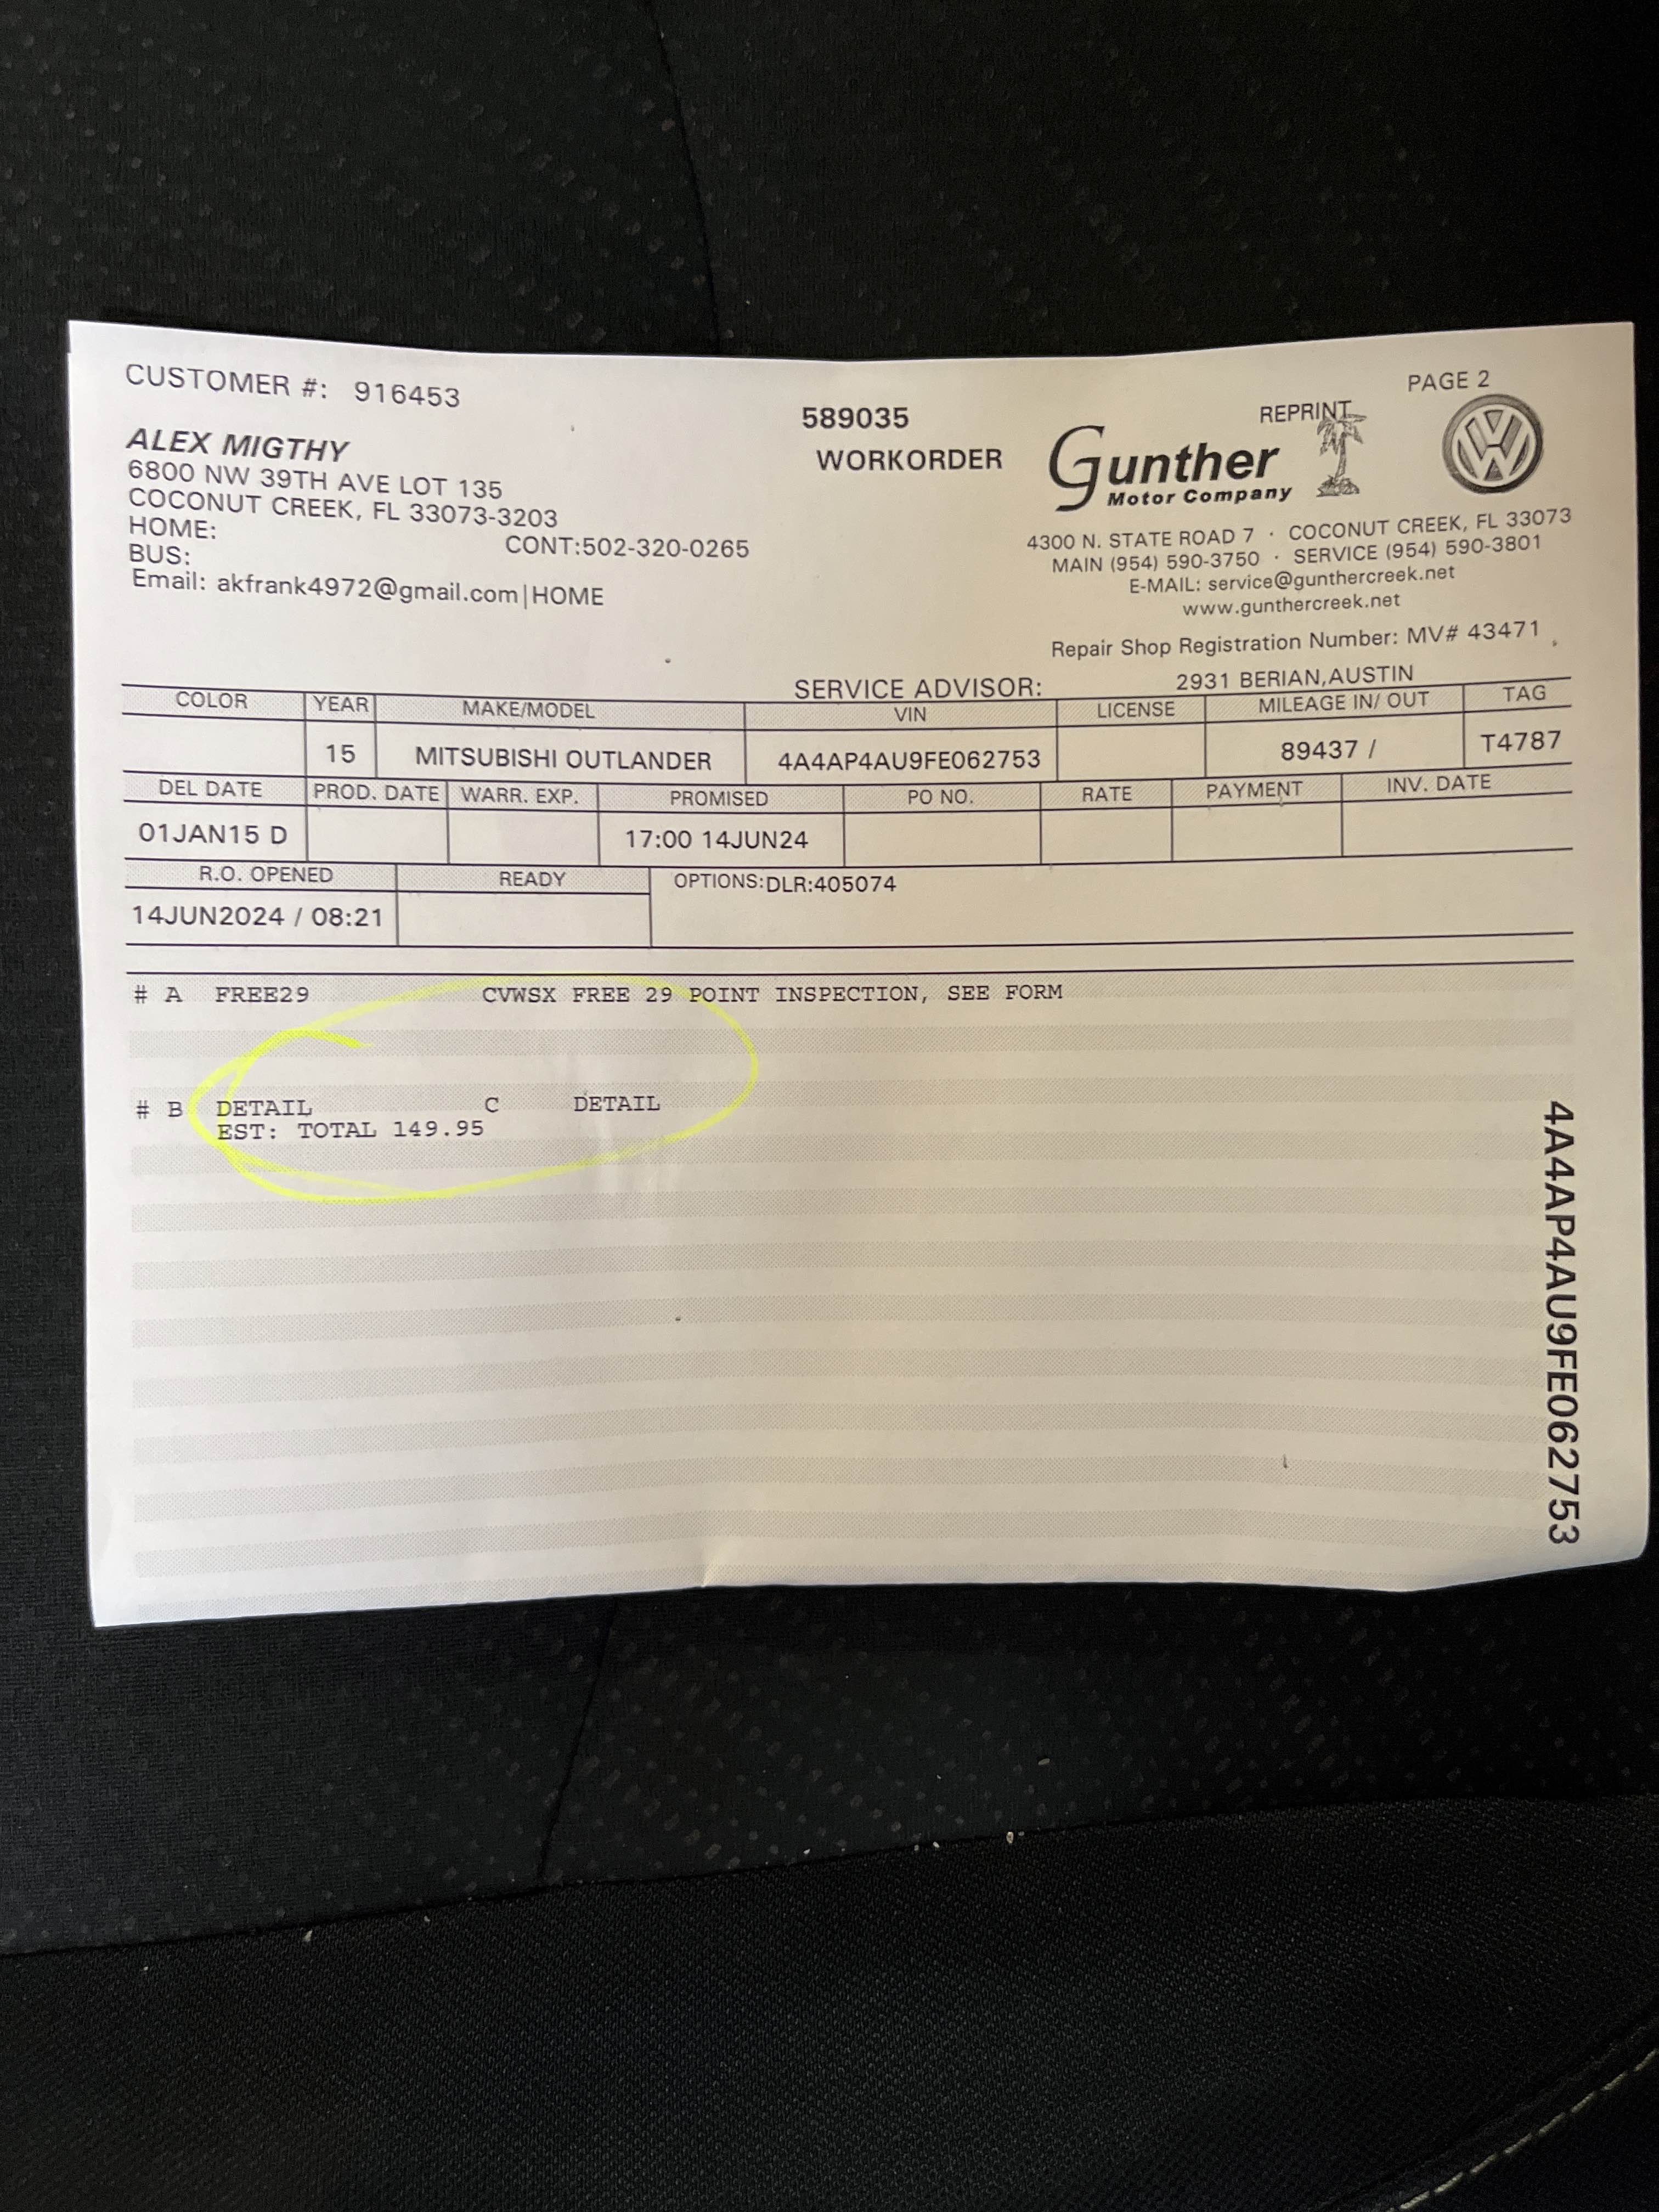 CUSTOMER #: 916453
589035
WORKORDER
REPRINT
PAGE 2
ALEX MIGTHY
6800 NW 39TH AVE LOT 135
COCONUT CREEK, FL 33073-3203
HOME: CONT:502-320-0265
BUS:
Email: akfrank4972@gmail.com|HOME
Gunther
Motor Company
VW
4300 N. STATE ROAD 7 · COCONUT CREEK, FL 33073
MAIN (954) 590-3750 · SERVICE (954) 590-3801
E-MAIL: service@gunthercreek.net
www.gunthercreek.net
Repair Shop Registration Number: MV# 43471
SERVICE ADVISOR: 2931 BERIAN,AUSTIN
COLOR YEAR MAKE/MODEL VIN LICENSE MILEAGE IN/ OUT TAG
15 MITSUBISHI OUTLANDER 4A4AP4AU9FE062753 89437 / T4787
DEL DATE PROD. DATE WARR. EXP. PROMISED PO NO. RATE PAYMENT INV. DATE
01JAN15 D 17:00 14JUN24
R.O. OPENED READY OPTIONS:DLR:405074
14JUN2024 / 08:21
# A FREE29 CVWSX FREE 29 POINT INSPECTION, SEE FORM
# B DETAIL C DETAIL
EST: TOTAL 149.95
4A4AP4AU9FE062753